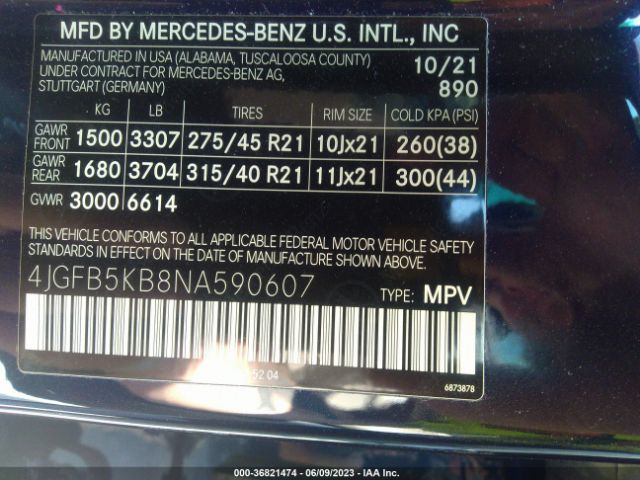 MFD BY MERCEDES-BENZ U.S. INTL., INC
MANUFACTURED IN USA (ALABAMA, TUSCALOOSA COUNTY) 10/21
UNDER CONTRACT FOR MERCEDES-BENZ AG,
STUTTGART (GERMANY) 890
KG LB TIRES RIM SIZE COLD KPA (PSI)
GAWR FRONT 1500 3307 275/45 R21 10Jx21 260(38)
GAWR REAR 1680 3704 315/40 R21 11Jx21 300(44)
GVWR 3000 6614
THIS VEHICLE CONFORMS TO ALL APPLICABLE FEDERAL MOTOR VEHICLE SAFETY
STANDARDS IN EFFECT ON THE DATE OF MANUFACTURE SHOWN ABOVE.
4JGFB5KB8NA590607 TYPE: MPV
52 04
6873878
000-36821474 | 06/09/2023 | IAA Inc.